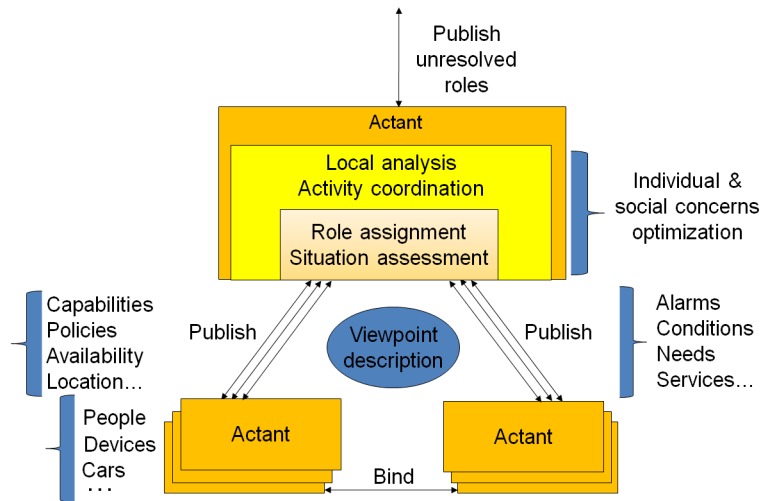 Publish
unresolved
roles
Actant
Local analysis
Activity coordination
Role assignment
Situation assessment
Individual &
social concerns
optimization
Capabilities
Policies
Availability
Location…
Publish
Viewpoint
description
Publish
Alarms
Conditions
Needs
Services…
People
Devices
Cars
…
Actant
Actant
Bind